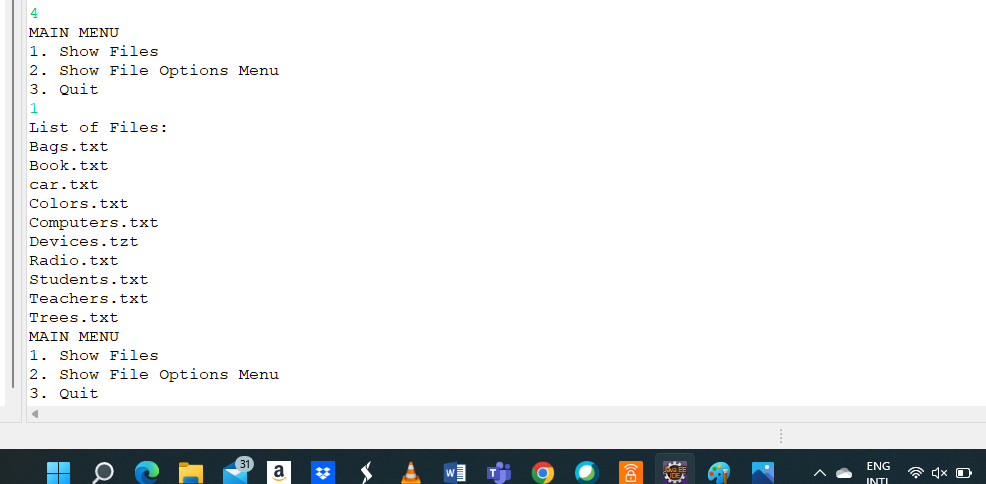 4
MAIN MENU
1. Show Files
2. Show File Options Menu
3. Quit
1
List of Files:
Bags.txt
Book.txt
car.txt
Colors.txt
Computers.txt
Devices.tzt
Radio.txt
Students.txt
Teachers.txt
Trees.txt
MAIN MENU
1. Show Files
2. Show File Options Menu
3. Quit
31
ENG
INTL